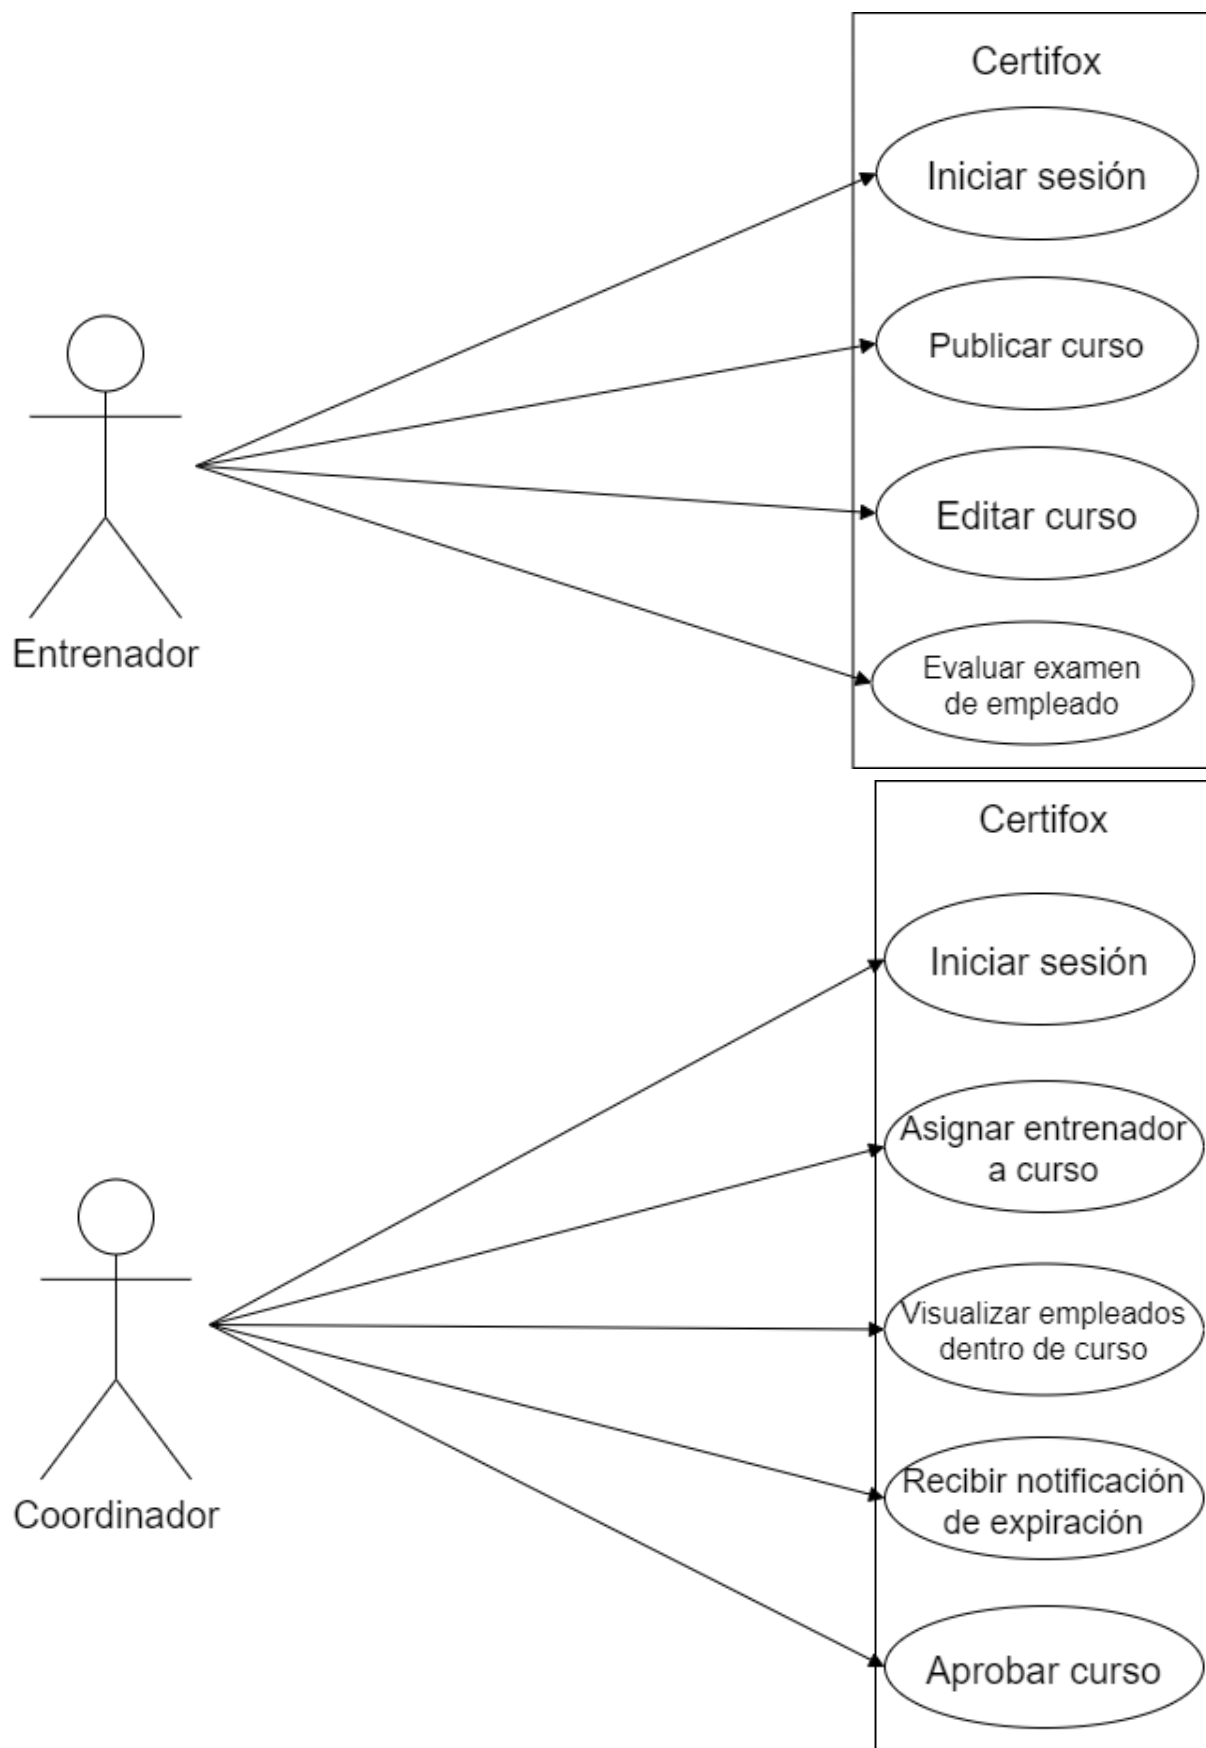 Certifox
Iniciar sesión
Publicar curso
Editar curso
Evaluar examen
de empleado
Entrenador
Certifox
Iniciar sesión
Asignar entrenador
a curso
Visualizar empleados
dentro de curso
Recibir notificación
de expiración
Aprobar curso
Coordinador